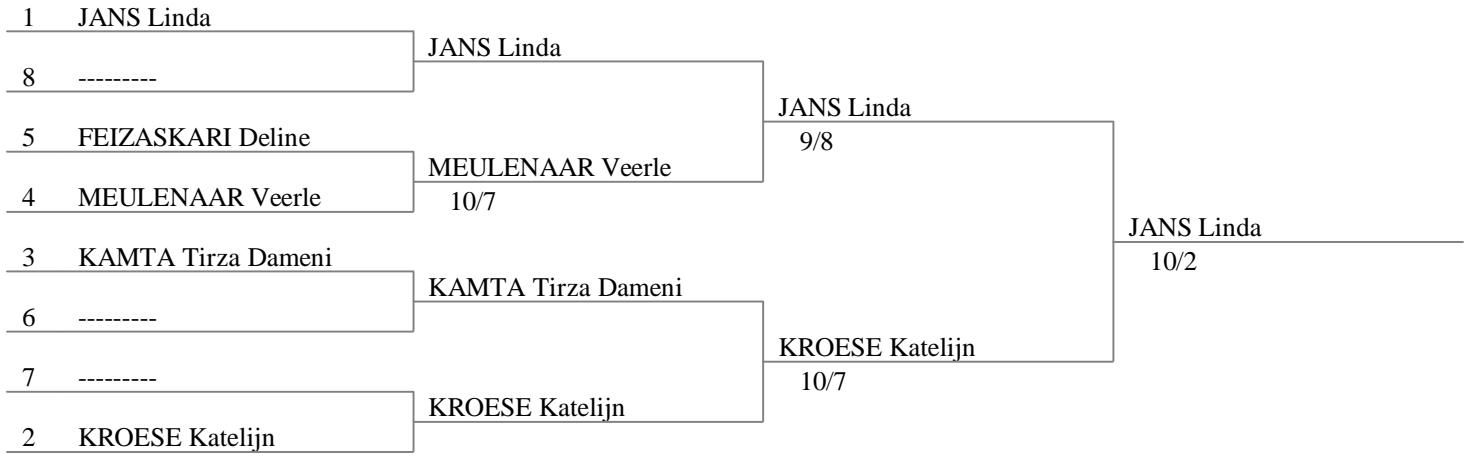 1 JANS Linda
JANS Linda
8 ---------
JANS Linda
5 FEIZASKARI Deline
9/8
MEULENAAR Veerle
4 MEULENAAR Veerle
10/7
JANS Linda
3 KAMTA Tirza Dameni
10/2
KAMTA Tirza Dameni
6 ---------
KROESE Katelijn
7 ---------
10/7
KROESE Katelijn
2 KROESE Katelijn